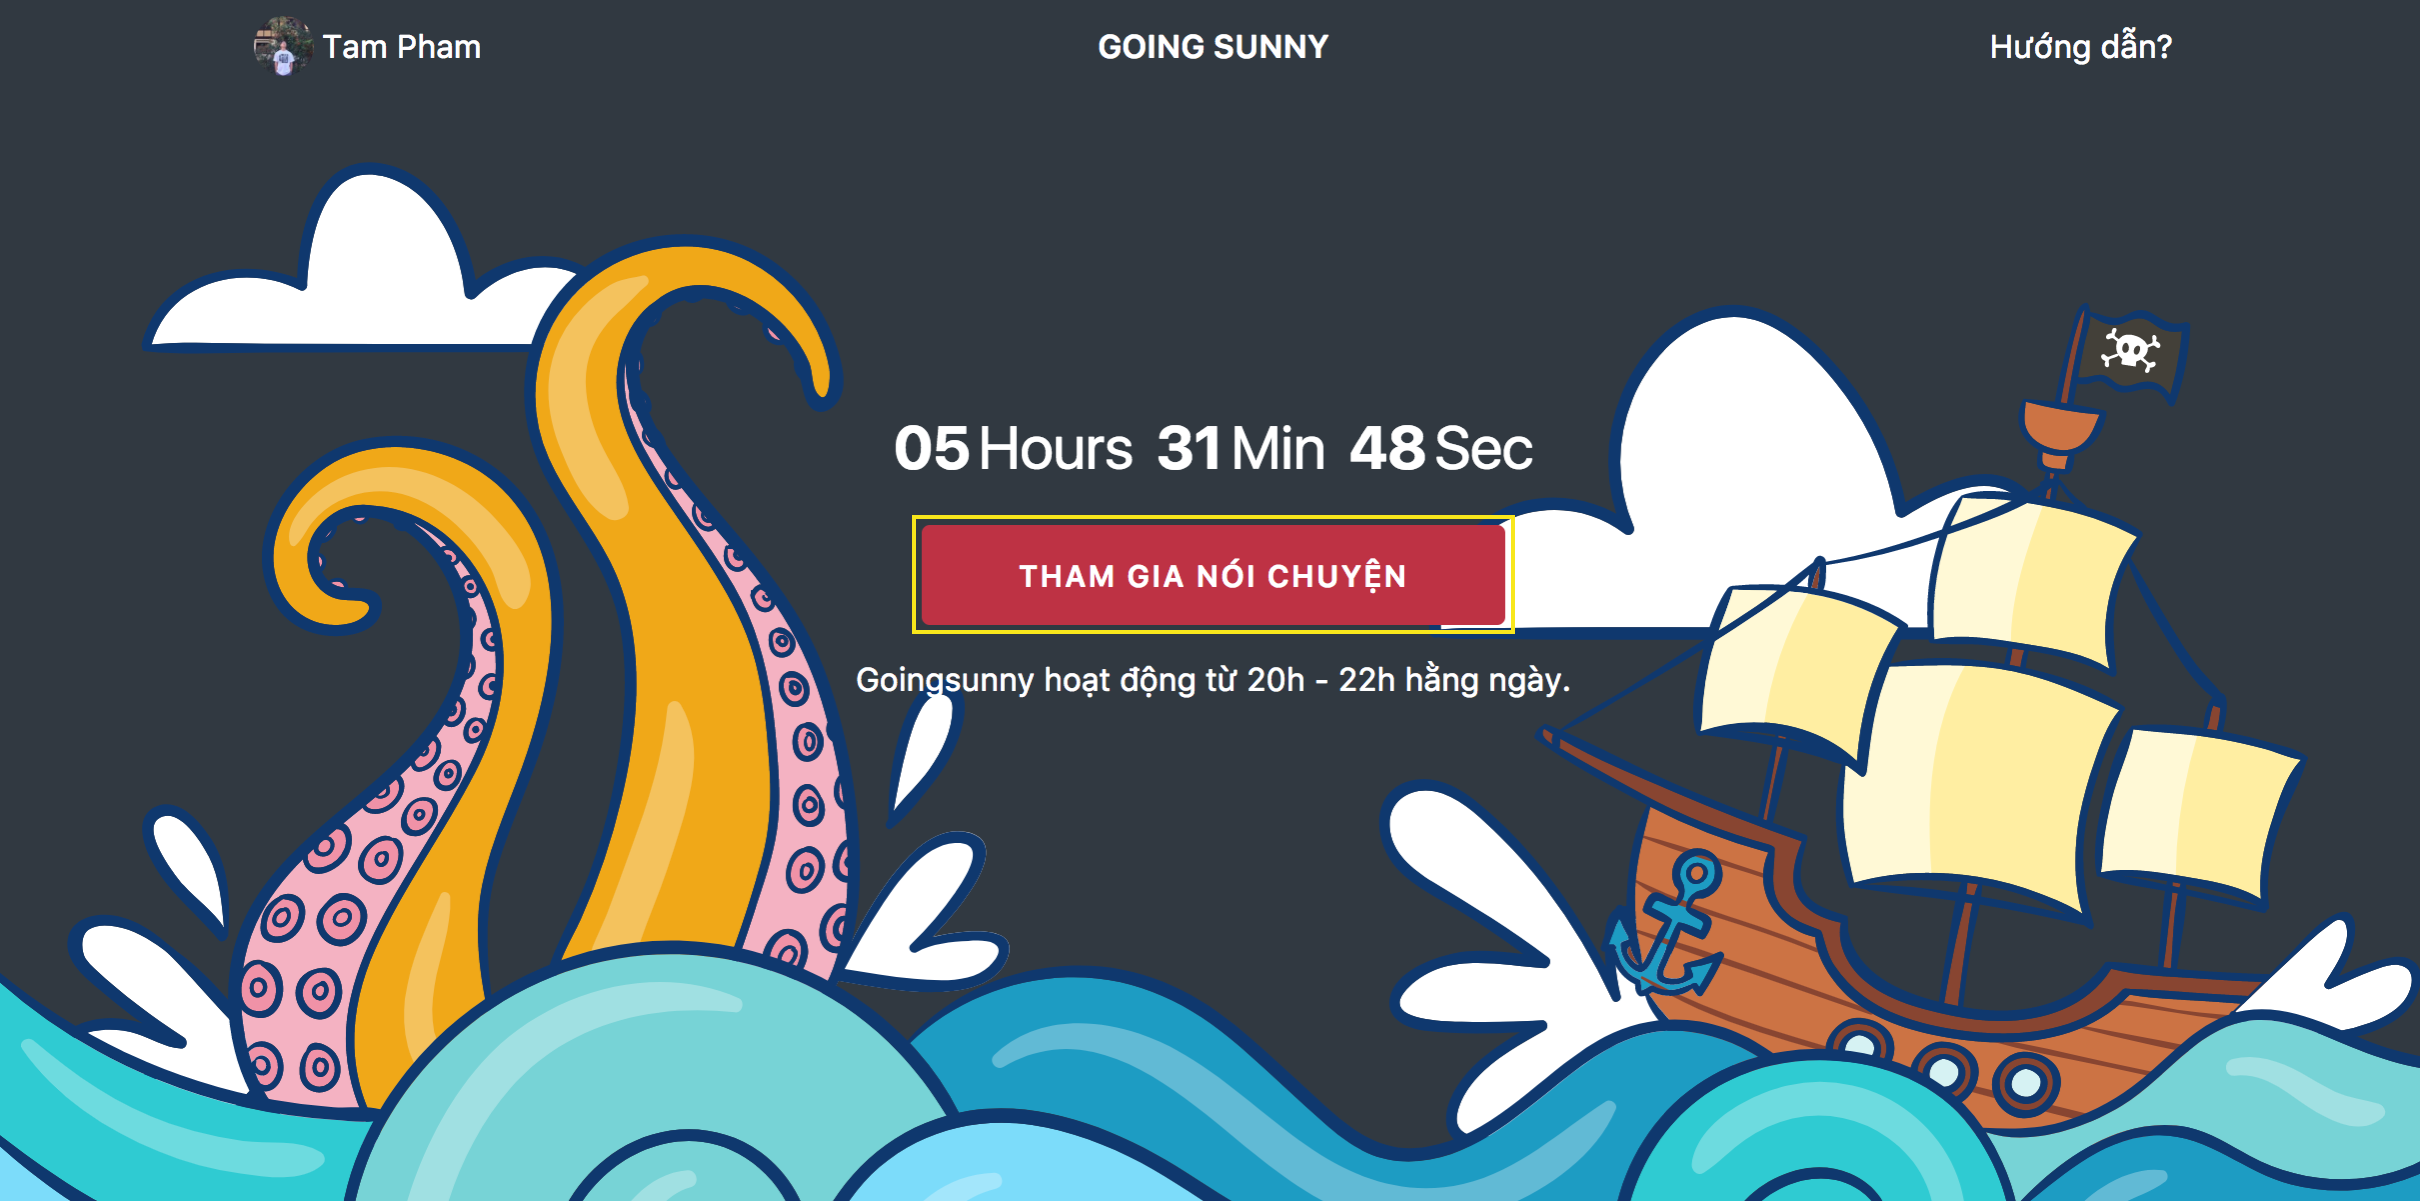 Tam Pham
GOING SUNNY
Hướng dẫn?
05 Hours 31 Min 48 Sec
THAM GIA NÓI CHUYỆN
Goingsunny hoạt động từ 20h - 22h hằng ngày.